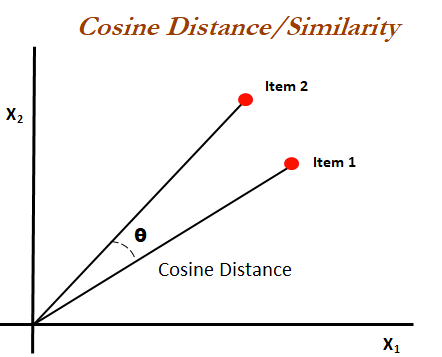 Cosine Distance/Similarity
Item 2
X₂
Item 1
θ
Cosine Distance
X₁